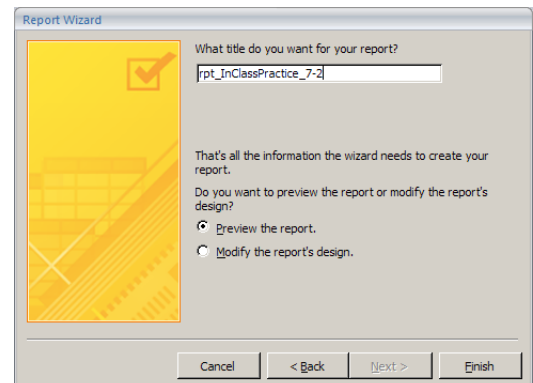 Report Wizard
What title do you want for your report?
rpt_InClassPractice_7-2
That's all the information the wizard needs to create your
report.
Do you want to preview the report or modify the report's
design?
Preview the report.
Modify the report's design.
Cancel
< Back
Next >
Finish